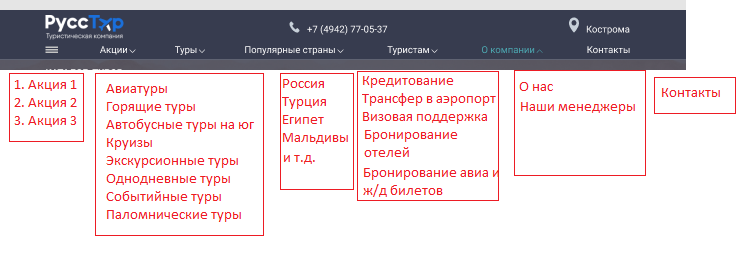 РуссТур
Туристическая компания
+7 (4942) 77-05-37
Кострома
Акции
Туры
Популярные страны
Туристам
О компании
Контакты
1. Акция 1
2. Акция 2
3. Акция 3
Авиатуры
Горящие туры
Автобусные туры на юг
Круизы
Экскурсионные туры
Однодневные туры
Событийные туры
Паломнические туры
Россия
Турция
Египет
Мальдивы
и т.д.
Кредитование
Трансфер в аэропорт
Визовая поддержка
Бронирование
отелей
Бронирование авиа и
ж/д билетов
О нас
Наши менеджеры
Контакты